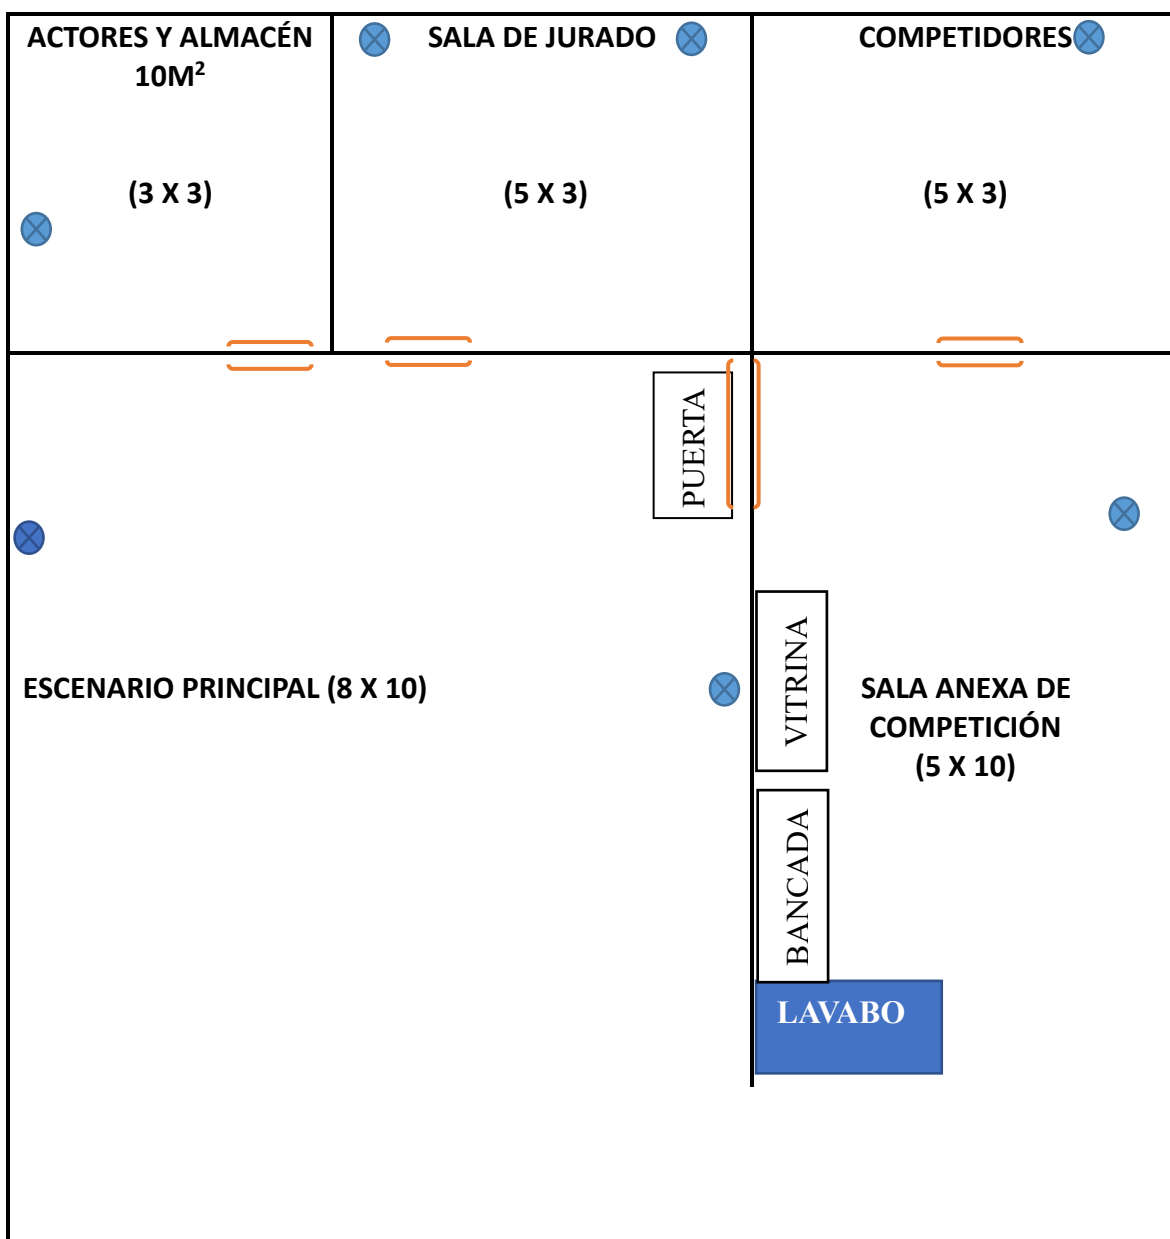 ACTORES Y ALMACÉN
10M²
(3 X 3)
SALA DE JURADO
(5 X 3)
COMPETIDORES
(5 X 3)
PUERTA
ESCENARIO PRINCIPAL (8 X 10)
VITRINA
SALA ANEXA DE
COMPETICIÓN
(5 X 10)
BANCADA
LAVABO